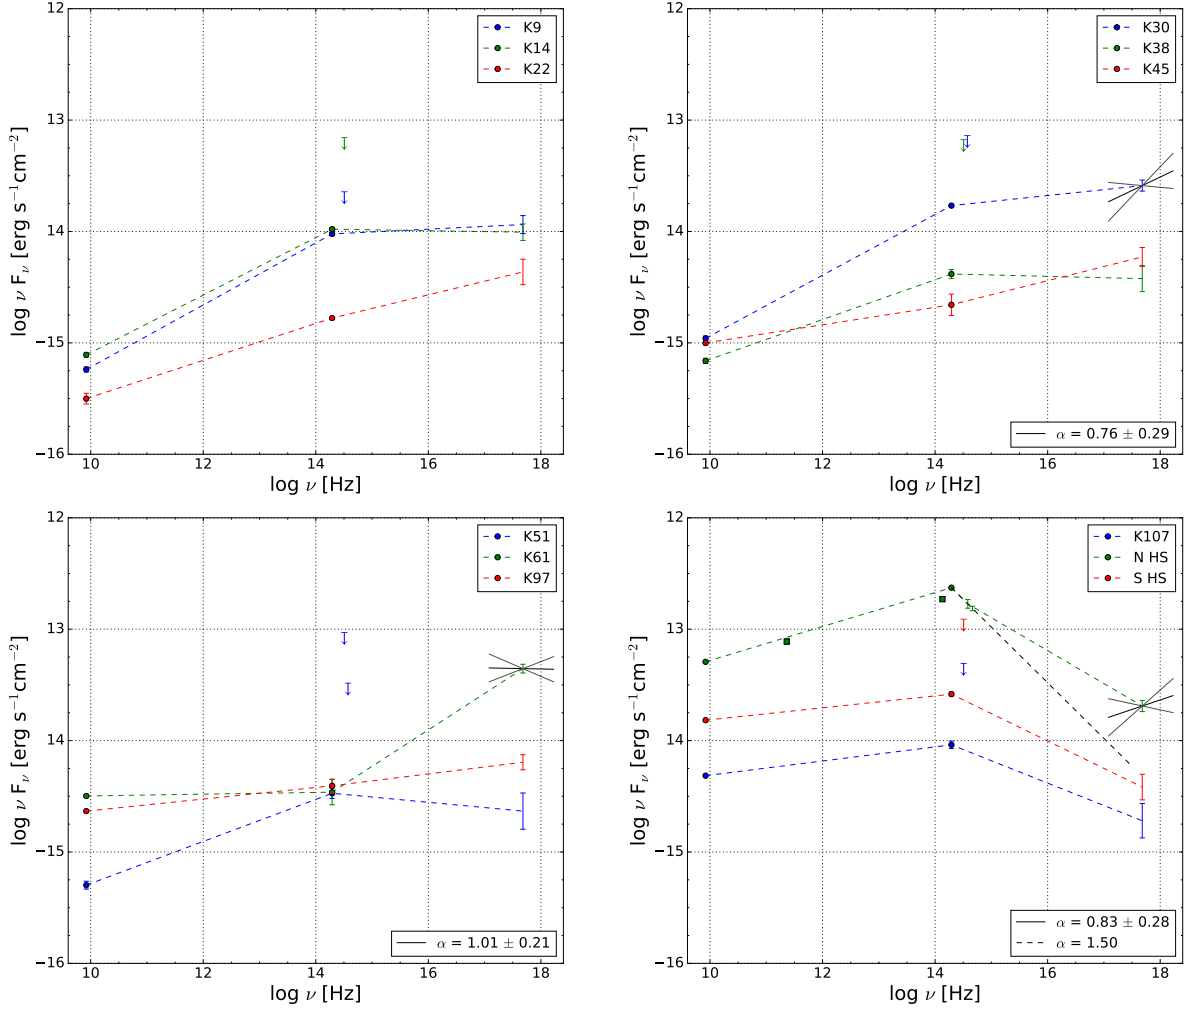 −12
−13
−14
−15
−16
10
12
14
16
18
log ν F_ν [erg s⁻¹cm⁻²]
log ν [Hz]
K9
K14
K22
−12
−13
−14
−15
−16
10
12
14
16
18
log ν F_ν [erg s⁻¹cm⁻²]
log ν [Hz]
K30
K38
K45
α = 0.76 ± 0.29
−12
−13
−14
−15
−16
10
12
14
16
18
log ν F_ν [erg s⁻¹cm⁻²]
log ν [Hz]
K51
K61
K97
α = 1.01 ± 0.21
−12
−13
−14
−15
−16
10
12
14
16
18
log ν F_ν [erg s⁻¹cm⁻²]
log ν [Hz]
K107
N HS
S HS
α = 0.83 ± 0.28
α = 1.50